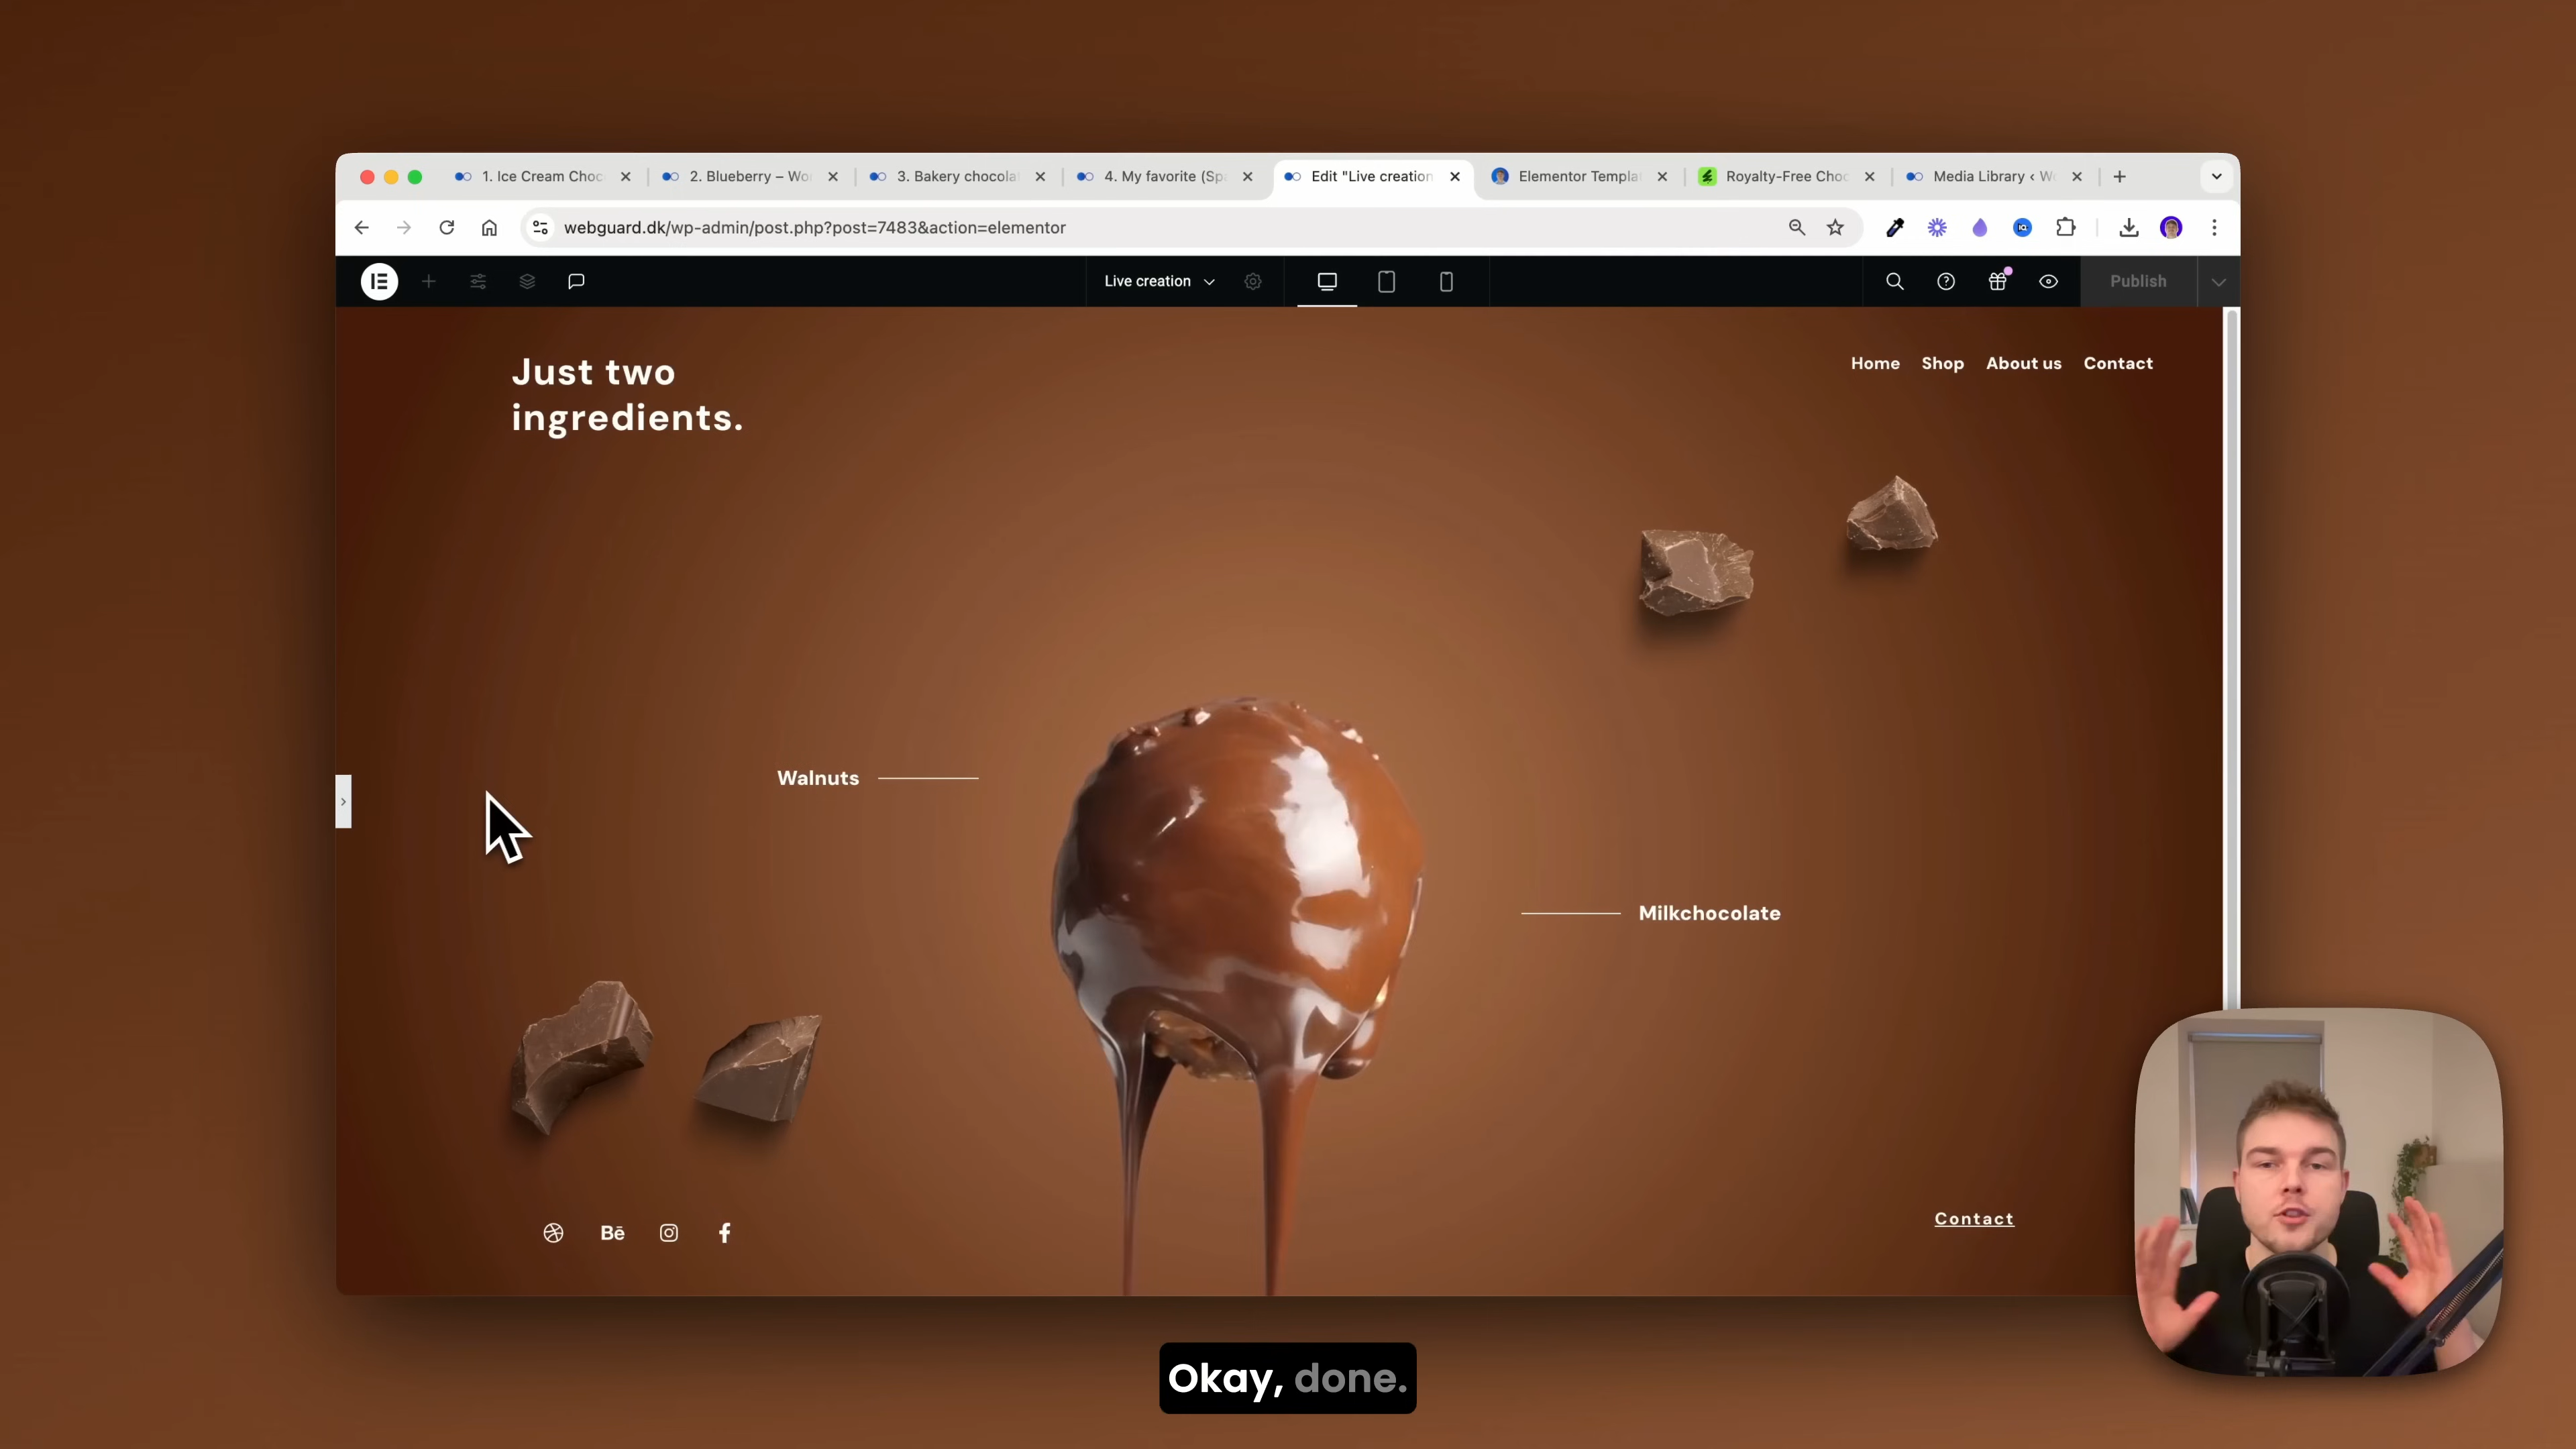 1. Ice Cream Choc
2. Blueberry – Wo
3. Bakery chocola
4. My favorite (Sp
Edit "Live creation
Elementor Templa
Royalty-Free Choc
Media Library ‹ W
webguard.dk/wp-admin/post.php?post=7483&action=elementor
Live creation
Publish
Just two
ingredients.
Home Shop About us Contact
Walnuts
Milkchocolate
Bē
Contact
Okay, done.